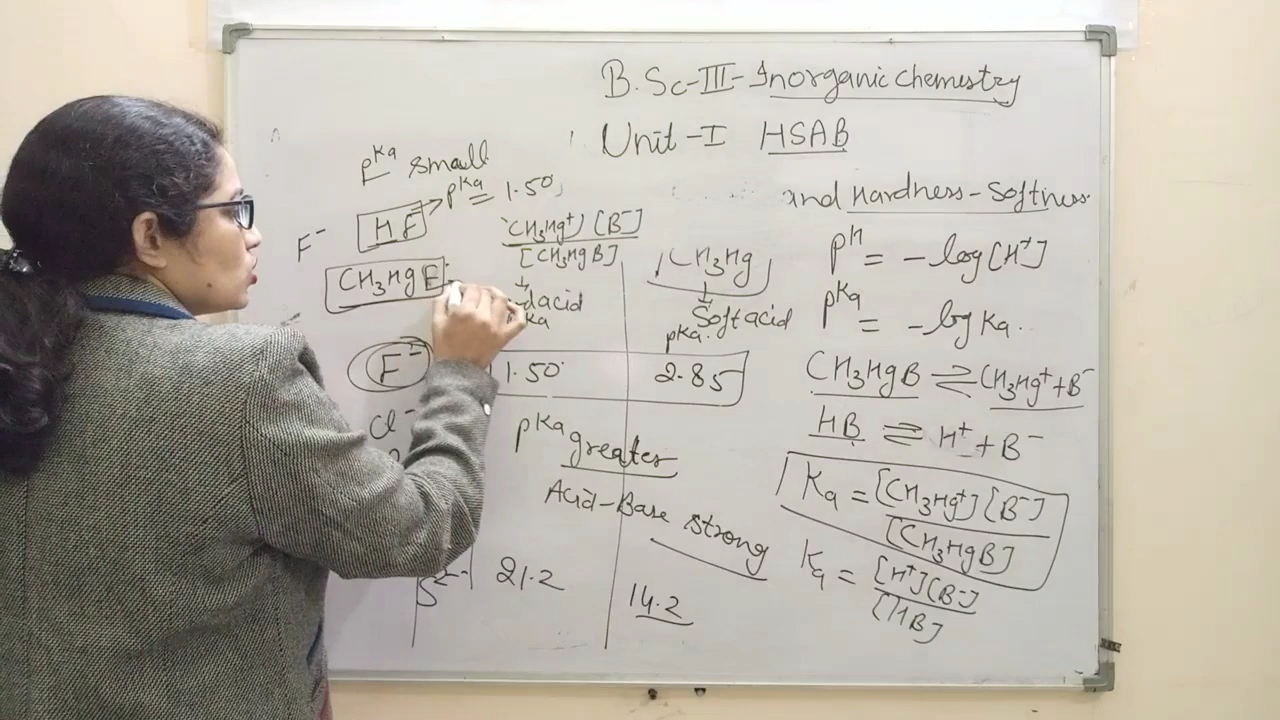 B.Sc-III-Inorganic Chemistry
Unit-I HSAB
and Hardness-Softness
pKa small
F⁻ HF → pKa = 1.50
CH₃HgF
(CH₃Hg⁺) [B⁻]
[CH₃HgB]
acid
Ka
CH₃Hg
↓
Soft acid
pKa.
F⁻ 1.50 2.85
Cl⁻
pKa greater
Acid-Base strong
S²⁻ 21.2 14.2
pH = -log[H⁺]
pKa = -log Ka.
CH₃HgB ⇌ CH₃Hg⁺ + B⁻
HB ⇌ H⁺ + B⁻
Ka = [CH₃Hg⁺] [B⁻]
[CH₃HgB]
Ka = [H⁺] [B⁻]
[HB]